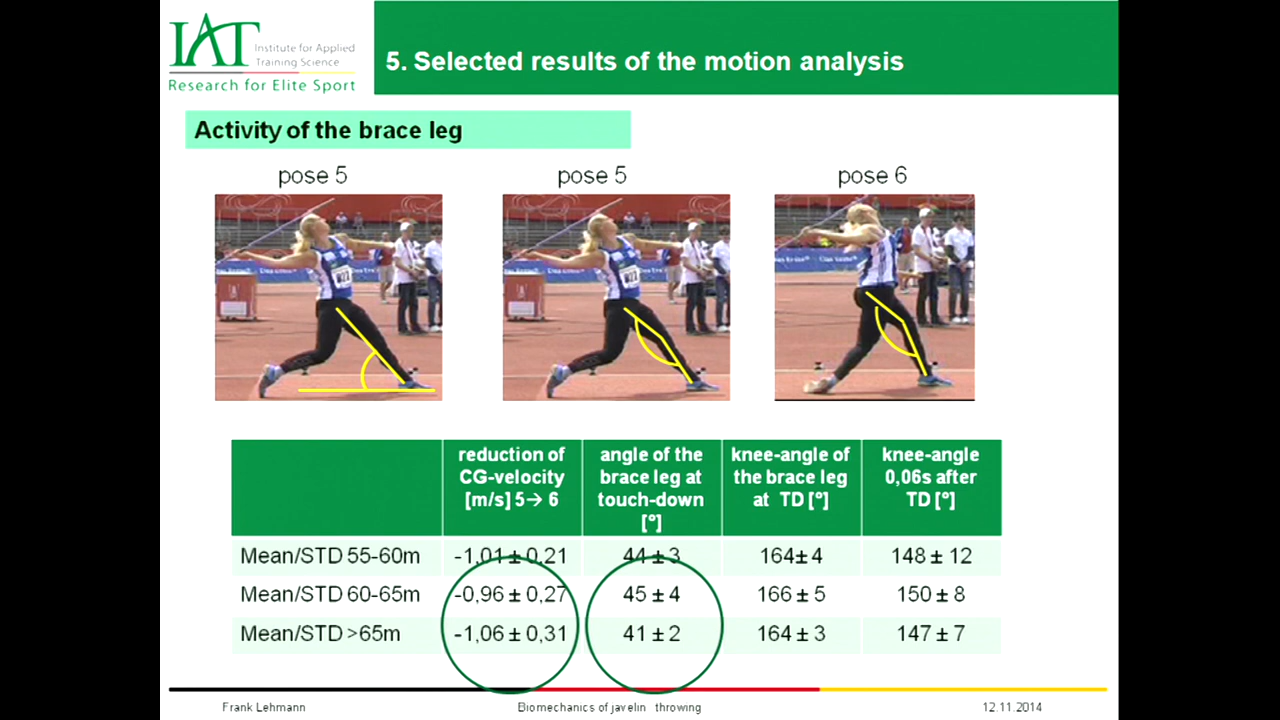 IAT Institute for Applied
Training Science
Research for Elite Sport
5. Selected results of the motion analysis
Activity of the brace leg
pose 5
pose 5
pose 6
reduction of CG-velocity [m/s] 5→ 6
angle of the brace leg at touch-down [°]
knee-angle of the brace leg at TD [°]
knee-angle 0,06s after TD [°]
Mean/STD 55-60m -1,01 ± 0,21 44 ± 3 164± 4 148 ± 12
Mean/STD 60-65m -0,96 ± 0,27 45 ± 4 166 ± 5 150 ± 8
Mean/STD >65m -1,06 ± 0,31 41 ± 2 164 ± 3 147 ± 7
Frank Lehmann Biomechanics of javelin throwing 12.11.2014